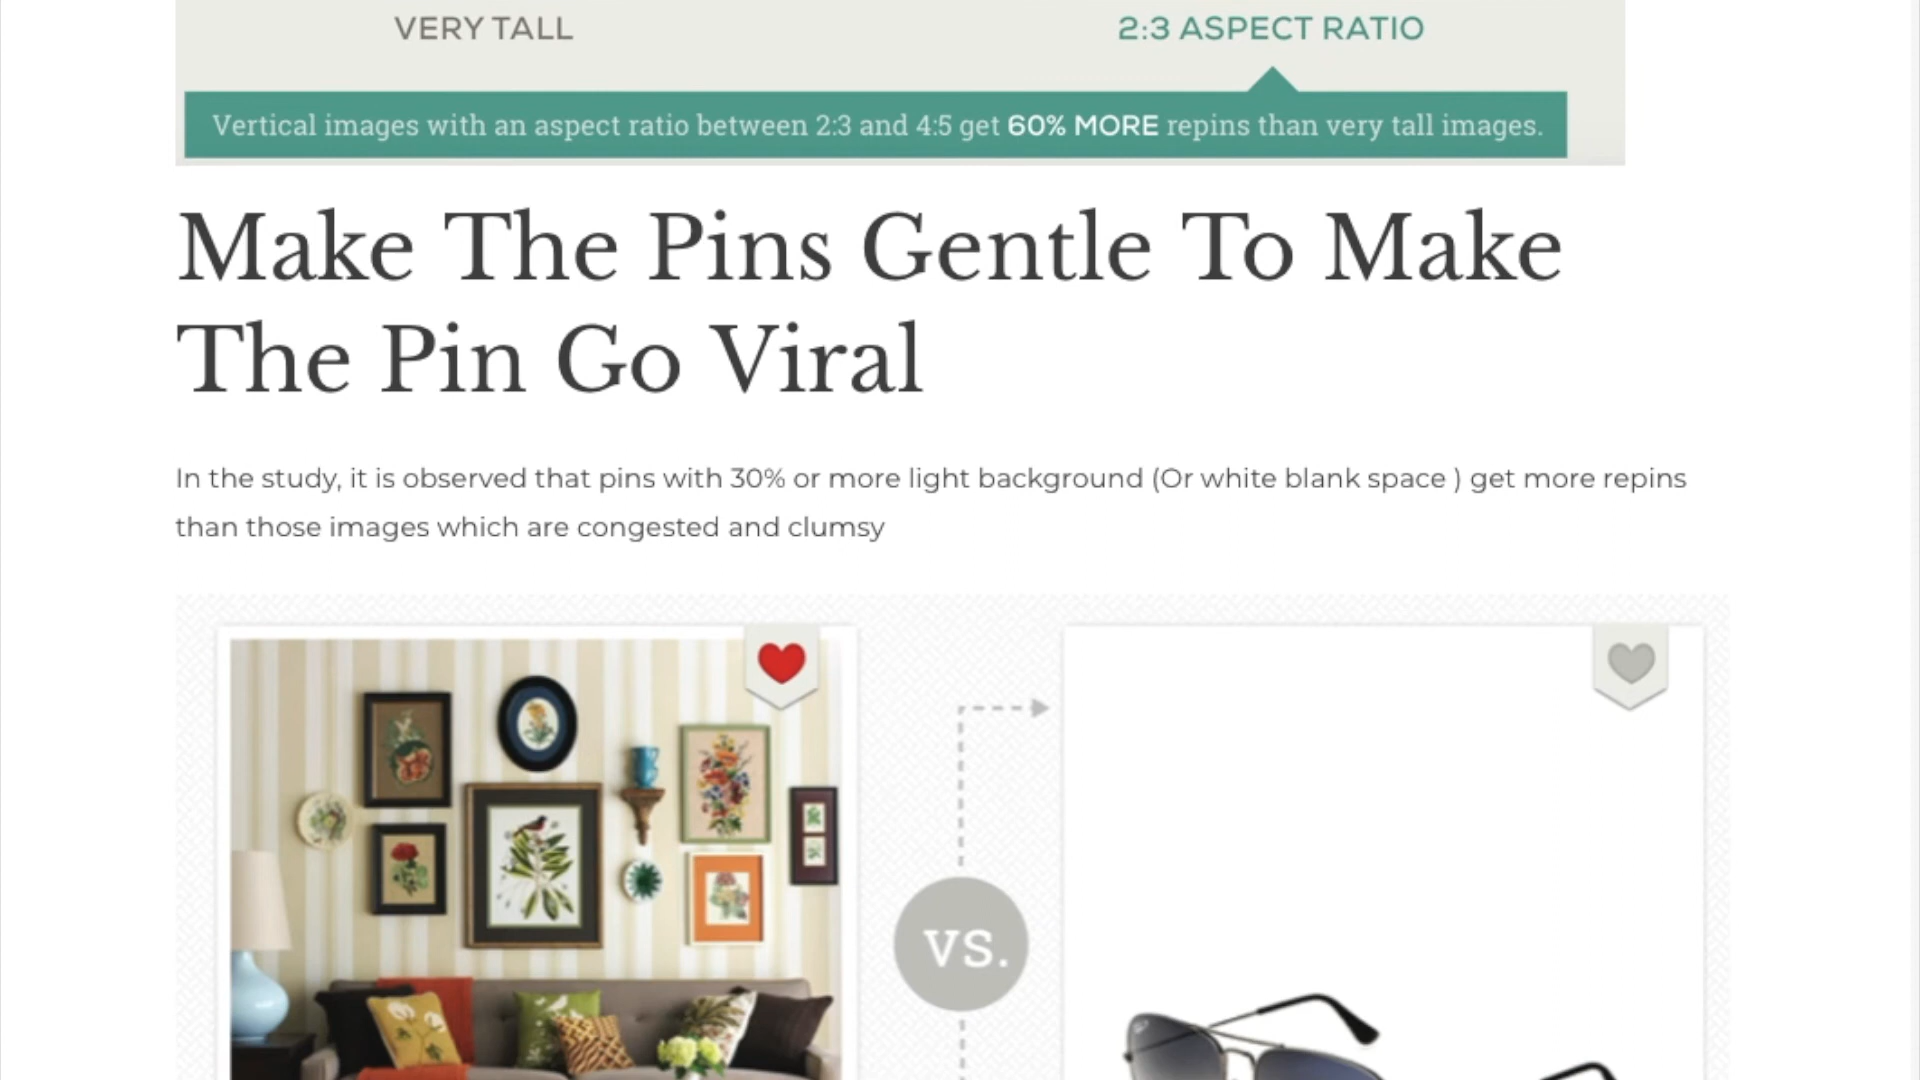 VERY TALL
2:3 ASPECT RATIO
Vertical images with an aspect ratio between 2:3 and 4:5 get 60% MORE repins than very tall images.
Make The Pins Gentle To Make
The Pin Go Viral
In the study, it is observed that pins with 30% or more light background (Or white blank space ) get more repins
than those images which are congested and clumsy
VS.